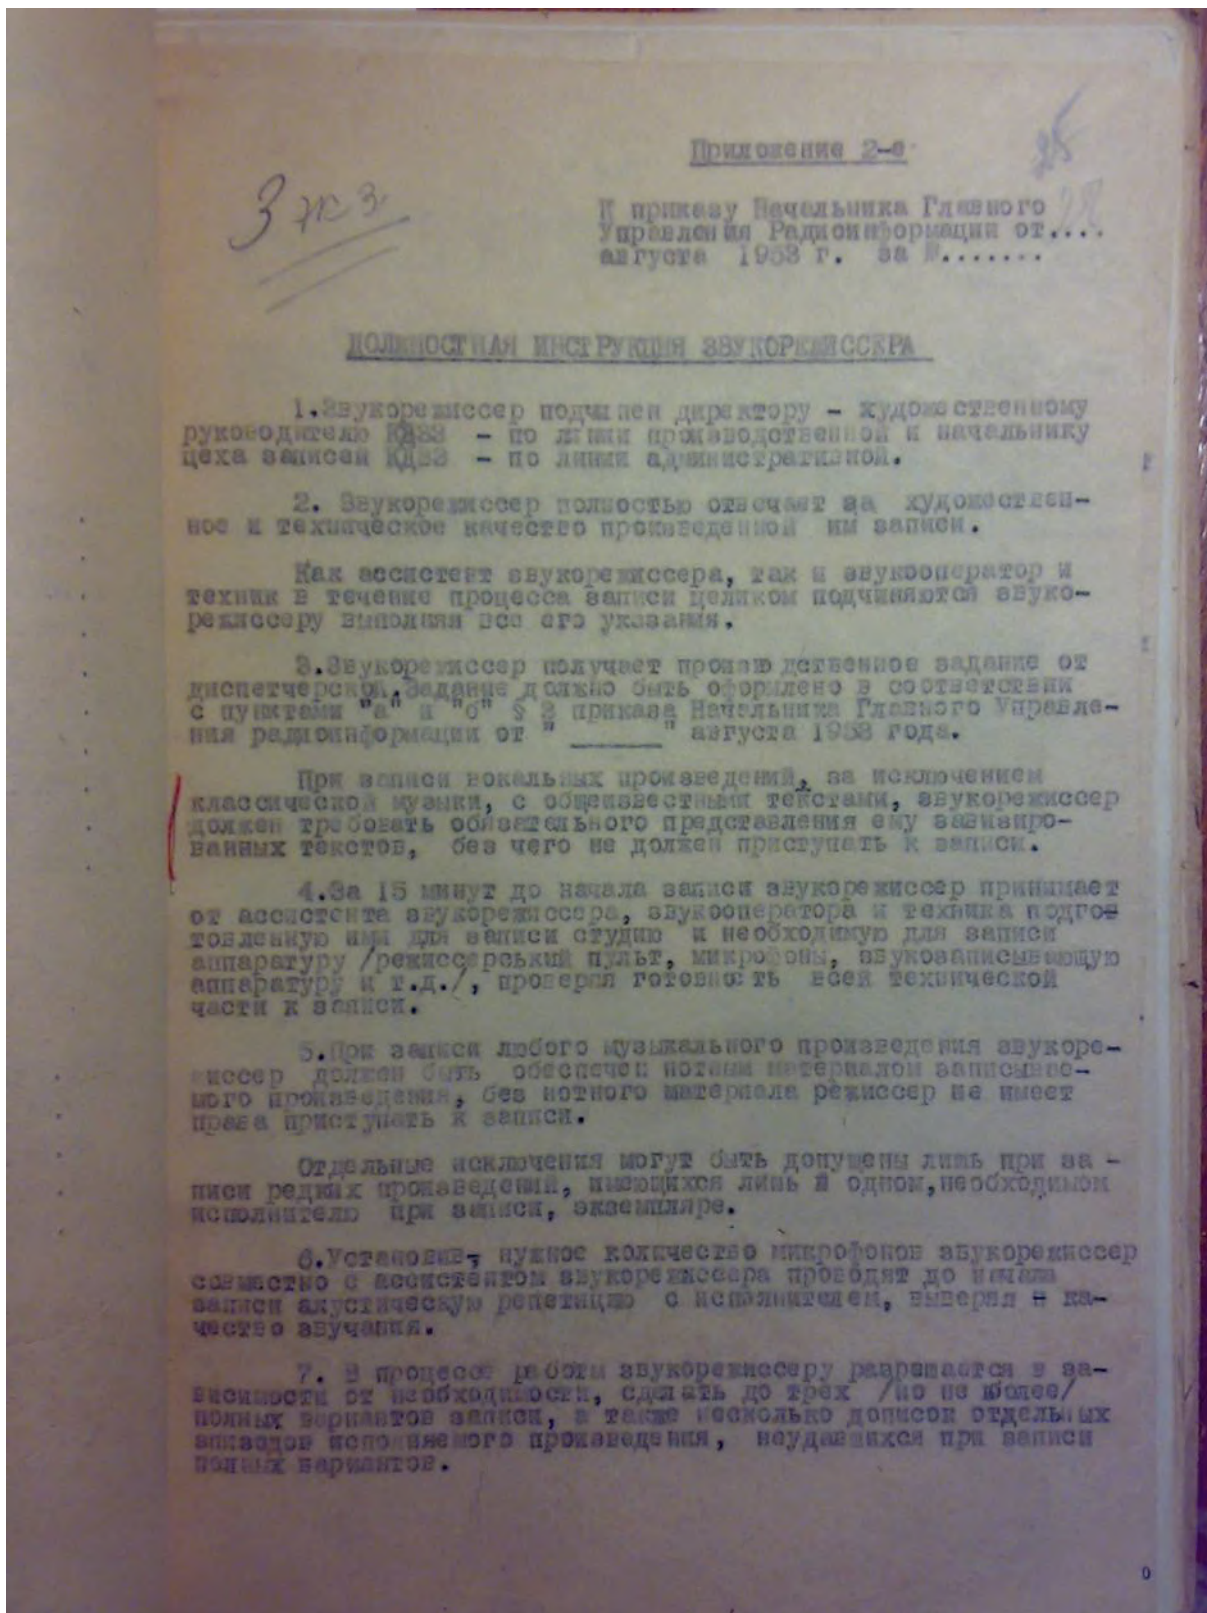 Приложение 2-е
3 экз
К приказу Начальника Главного
Управления Радиоинформации от....
августа 1953 г. за №.......
ДОЛЖНОСТНАЯ ИНСТРУКЦИЯ ЗВУКОРЕЖИССЕРА
1.Звукорежиссер подчинен директору - художественному
руководителю - по линии производственной и начальнику
цеха записей - по линии административной.
2. Звукорежиссер полностью отвечает за художествен-
ное и техническое качество произведенной им записи.
Как ассистент звукорежиссера, так и звукооператор и
техник в течение процесса записи целиком подчиняются звуко-
режиссеру выполняя все его указания.
3.Звукорежиссер получает производственное задание от
диспетчерской.Задание должно быть оформлено в соответствии
с пунктами "а" и "б" § 2 приказа Начальника Главного Управле-
ния радиоинформации от "______" августа 1953 года.
При записи вокальных произведений, за исключением
классической музыки, с общеизвестными текстами, звукорежиссер
должен требовать обязательного представления ему завизиро-
ванных текстов, без чего не должен приступать к записи.
4.За 15 минут до начала записи звукорежиссер принимает
от ассистента звукорежиссера, звукооператора и техника подго-
товленную ими для записи студию и необходимую для записи
аппаратуру /режиссерський пульт, микрофоны, звукозаписывающую
аппаратуру и т.д./, проверяя готовность всей технической
части к записи.
5.При записи любого музыкального произведения звукоре-
жиссер должен быть обеспечен нотным материалом записывае-
мого произведения, без нотного материала режиссер не имеет
права приступать к записи.
Отдельные исключения могут быть допущены лишь при за -
писи редких произведений, имеющихся лишь в одном,необходимом
исполнителю при записи, экземпляре.
6.Установив, нужное количество микрофонов звукорежиссер
совместно с ассистентом звукорежиссера проводят до начала
записи акустическую репетицию с исполнителем, выверяя ка-
чество звучания.
7. В процессе работы звукорежиссеру разрешается в за-
висимости от необходимости, сделать до трех /но не более/
полных вариантов записи, а также несколько дописок отдельных
эпизодов исполняемого произведения, неудавшихся при записи
полных вариантов.